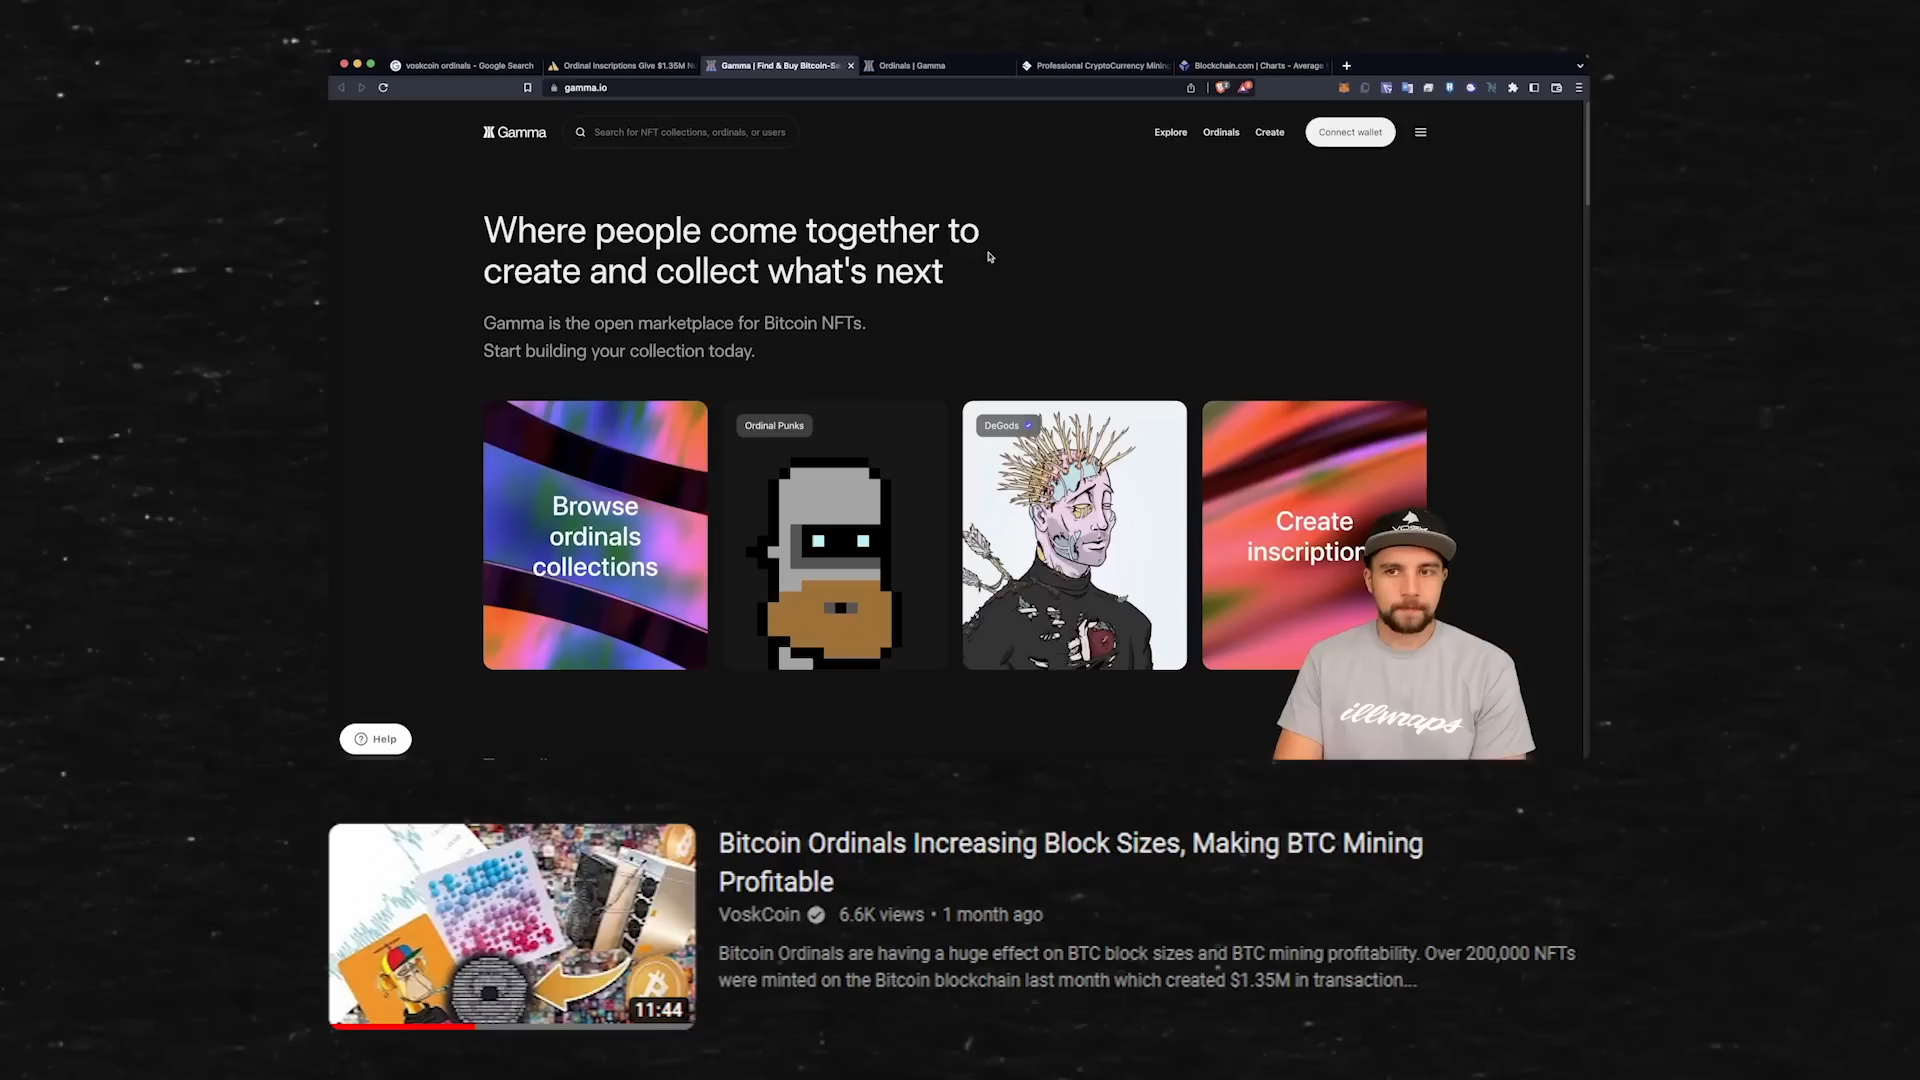 voskcoin ordinals - Google Search
Ordinal Inscriptions Give $1.35M
Gamma | Find & Buy Bitcoin-Se
Ordinals | Gamma
Professional CryptoCurrency Minin
Blockchain.com | Charts - Average
gamma.io
Gamma
Search for NFT collections, ordinals, or users
Explore
Ordinals
Create
Connect wallet
Where people come together to
create and collect what's next
Gamma is the open marketplace for Bitcoin NFTs.
Start building your collection today.
Browse
ordinals
collections
Ordinal Punks
DeGods
Create
inscription
VOSK
illwraps
Help
11:44
Bitcoin Ordinals Increasing Block Sizes, Making BTC Mining
Profitable
VoskCoin 6.6K views • 1 month ago
Bitcoin Ordinals are having a huge effect on BTC block sizes and BTC mining profitability. Over 200,000 NFTs
were minted on the Bitcoin blockchain last month which created $1.35M in transaction...